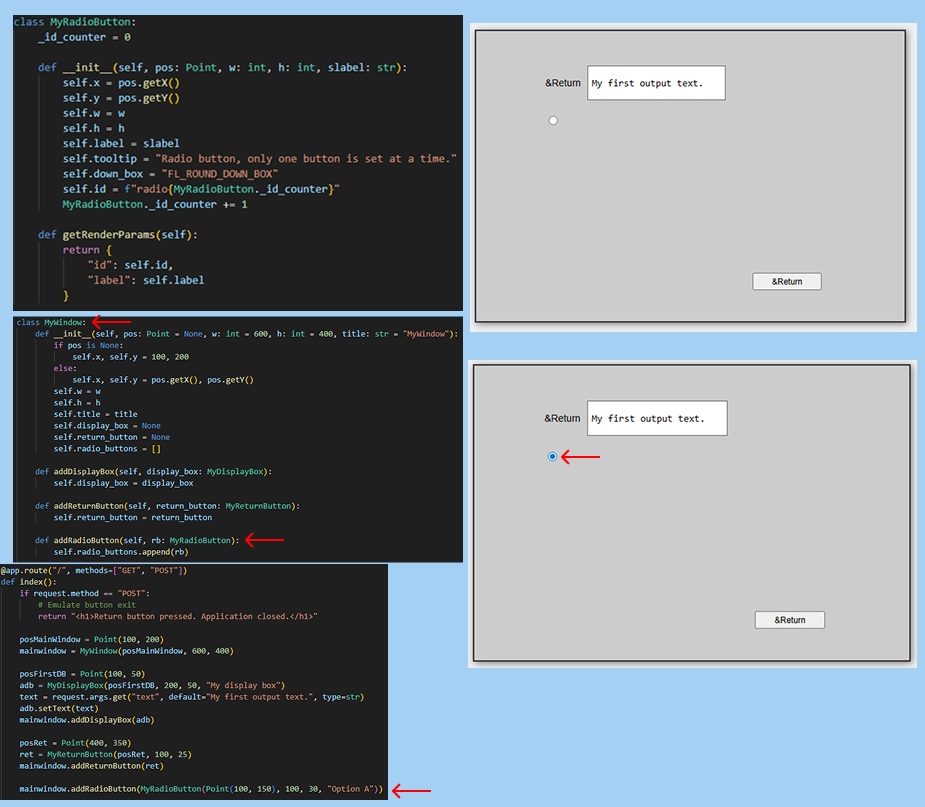 class MyRadioButton:
_id_counter = 0
def __init__(self, pos: Point, w: int, h: int, slabel: str):
self.x = pos.getX()
self.y = pos.getY()
self.w = w
self.h = h
self.label = slabel
self.tooltip = "Radio button, only one button is set at a time."
self.down_box = "FL_ROUND_DOWN_BOX"
self.id = f"radio{MyRadioButton._id_counter}"
MyRadioButton._id_counter += 1
def getRenderParams(self):
return {
"id": self.id,
"label": self.label
}
class MyWindow:
def __init__(self, pos: Point = None, w: int = 600, h: int = 400, title: str = "MyWindow"):
if pos is None:
self.x, self.y = 100, 200
else:
self.x, self.y = pos.getX(), pos.getY()
self.w = w
self.h = h
self.title = title
self.display_box = None
self.return_button = None
self.radio_buttons = []
def addDisplayBox(self, display_box: MyDisplayBox):
self.display_box = display_box
def addReturnButton(self, return_button: MyReturnButton):
self.return_button = return_button
def addRadioButton(self, rb: MyRadioButton):
self.radio_buttons.append(rb)
@app.route("/", methods=["GET", "POST"])
def index():
if request.method == "POST":
# Emulate button exit
return "<h1>Return button pressed. Application closed.</h1>"
posMainWindow = Point(100, 200)
mainwindow = MyWindow(posMainWindow, 600, 400)
posFirstDB = Point(100, 50)
adb = MyDisplayBox(posFirstDB, 200, 50, "My display box")
text = request.args.get("text", default="My first output text.", type=str)
adb.setText(text)
mainwindow.addDisplayBox(adb)
posRet = Point(400, 350)
ret = MyReturnButton(posRet, 100, 25)
mainwindow.addReturnButton(ret)
mainwindow.addRadioButton(MyRadioButton(Point(100, 150), 100, 30, "Option A"))
&Return My first output text.
&Return
&Return My first output text.
&Return